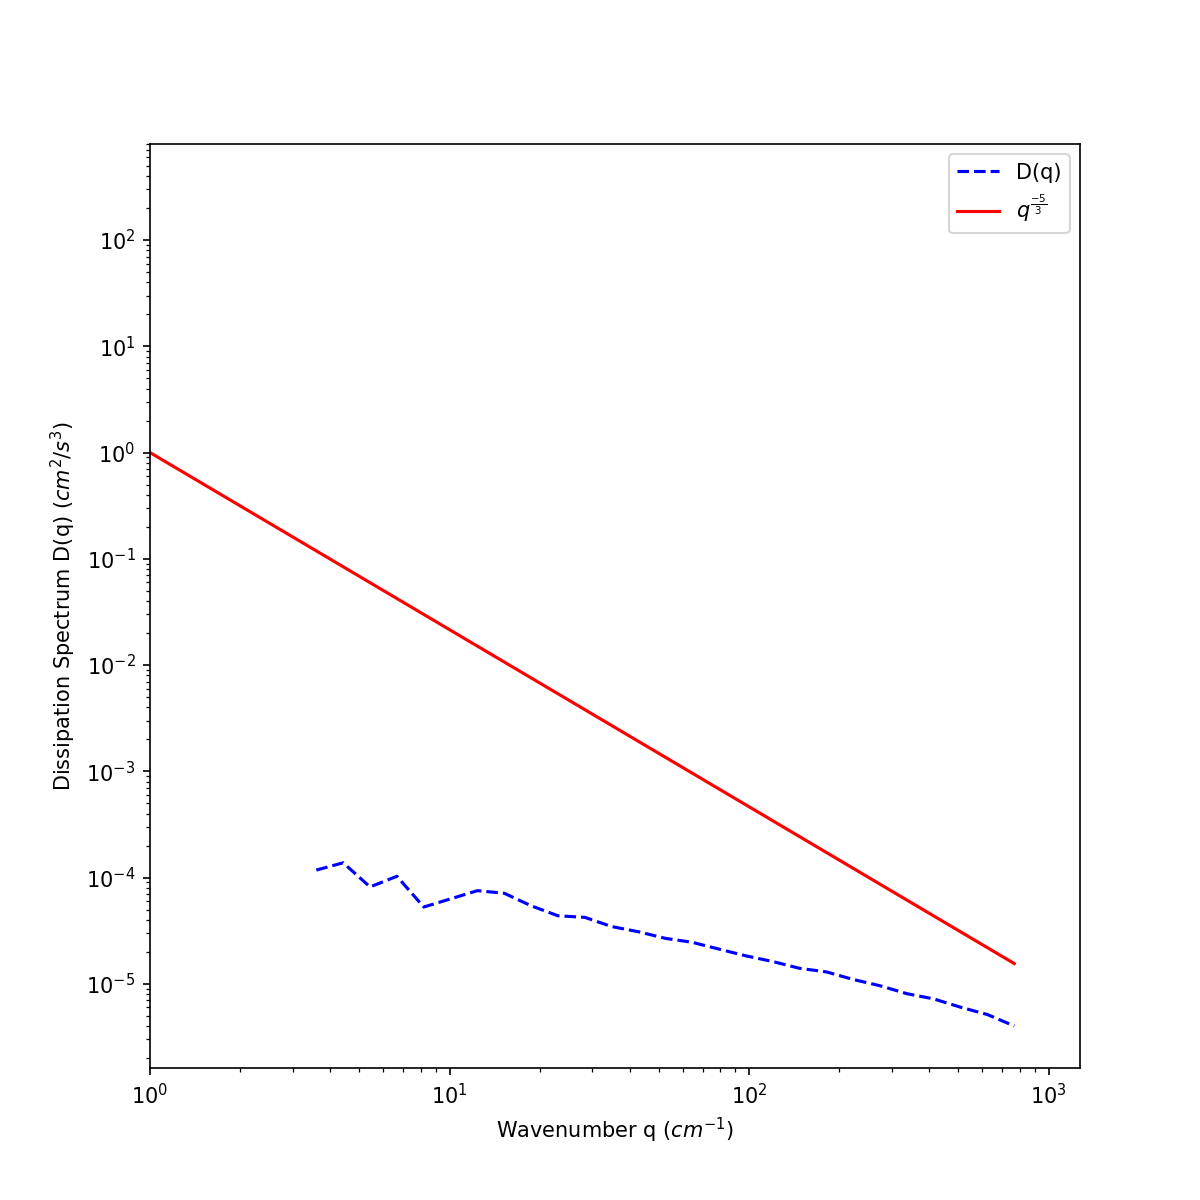 D(q)
$q^{\frac{-5}{3}}$
$10^2$
$10^1$
$10^0$
$10^{-1}$
$10^{-2}$
$10^{-3}$
$10^{-4}$
$10^{-5}$
Dissipation Spectrum D(q) ($cm^2/s^3$)
$10^0$ $10^1$ $10^2$ $10^3$
Wavenumber q ($cm^{-1}$)